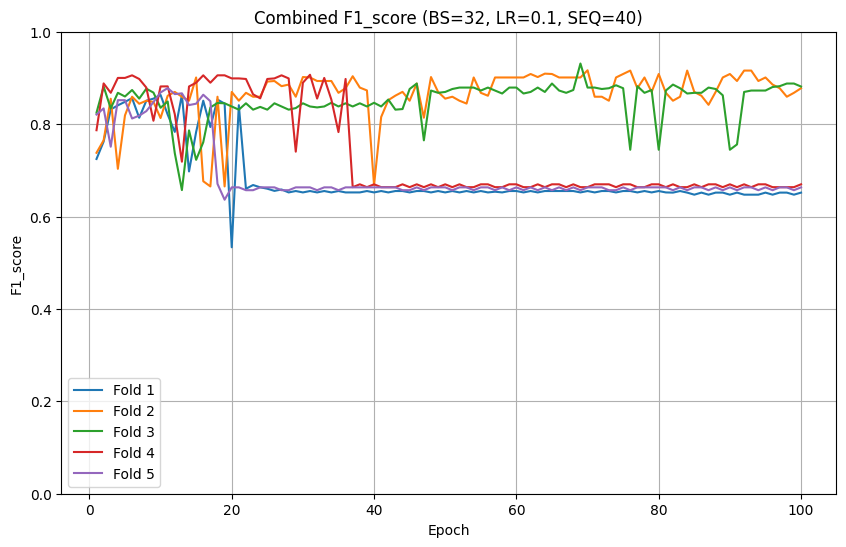 Combined F1_score (BS=32, LR=0.1, SEQ=40)
F1_score
1.0
0.8
0.6
0.4
0.2
0.0
Fold 1
Fold 2
Fold 3
Fold 4
Fold 5
0 20 40 60 80 100
Epoch